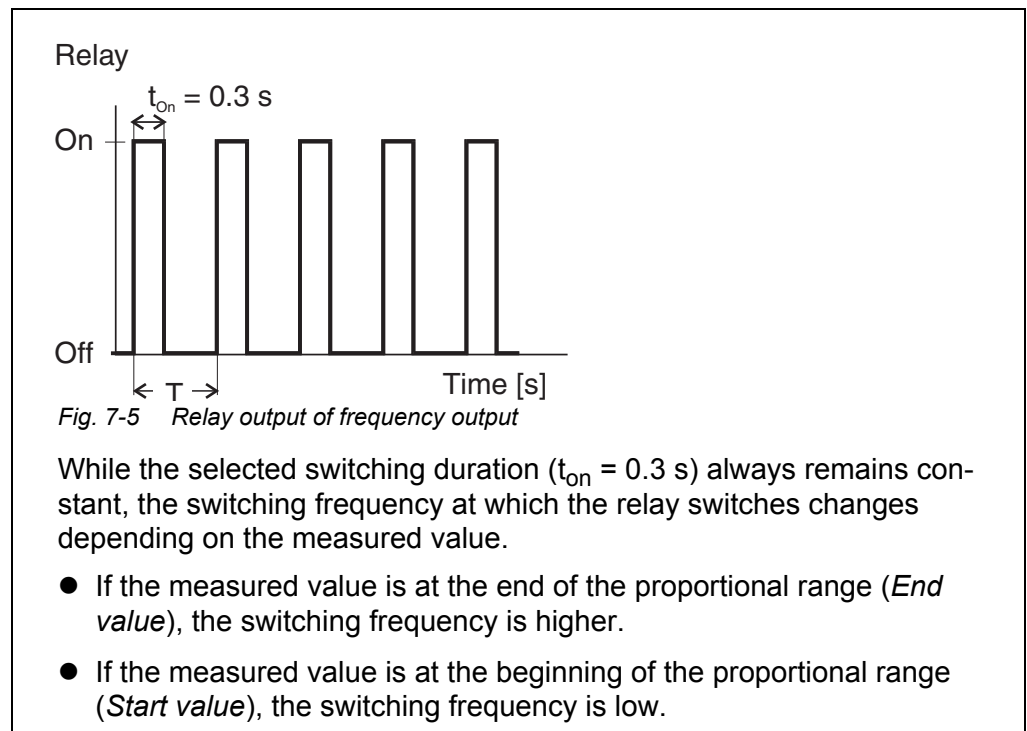 Relay
tOn = 0.3 s
On
Off
T
Time [s]
Fig. 7-5 Relay output of frequency output
While the selected switching duration (ton = 0.3 s) always remains con-
stant, the switching frequency at which the relay switches changes
depending on the measured value.
● If the measured value is at the end of the proportional range (End
value), the switching frequency is higher.
● If the measured value is at the beginning of the proportional range
(Start value), the switching frequency is low.